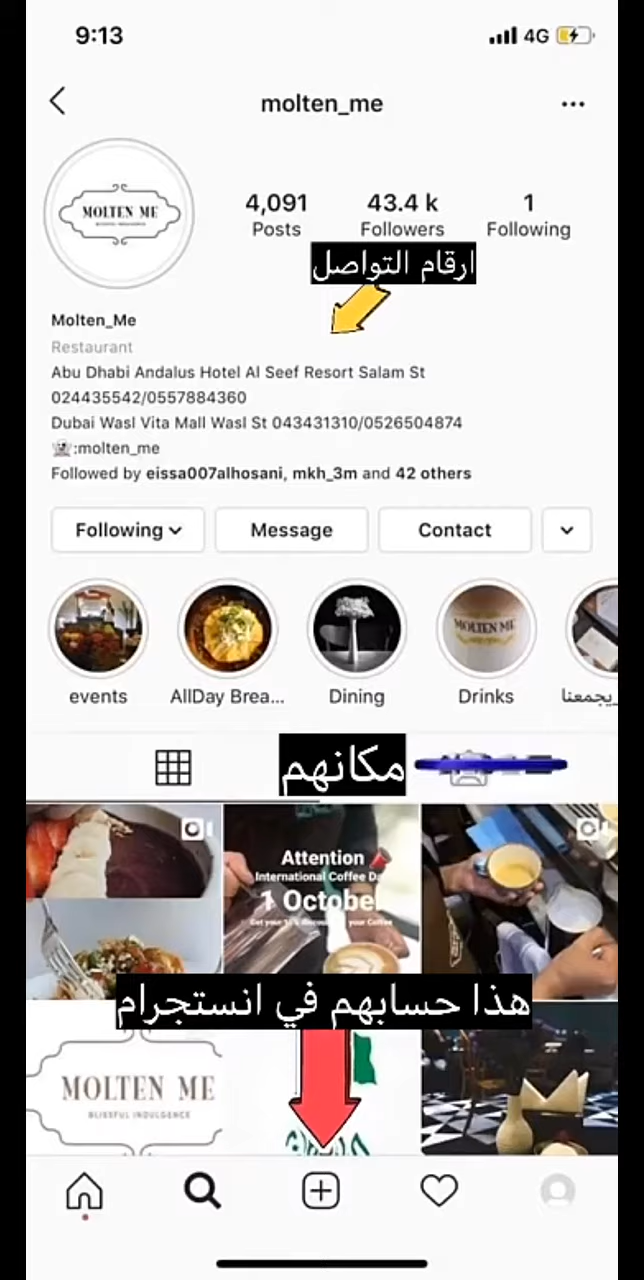 9:13
4G
molten_me
MOLTEN ME
4,091
Posts
43.4 k
Followers
1
Following
ارقام التواصل
Molten_Me
Restaurant
Abu Dhabi Andalus Hotel Al Seef Resort Salam St
024435542/0557884360
Dubai Wasl Vita Mall Wasl St 043431310/0526504874
:molten_me
Followed by eissa007alhosani, mkh_3m and 42 others
Following
Message
Contact
MOLTEN ME
events
AllDay Brea...
Dining
Drinks
يجمعنا
مكانهم
Attention
International Coffee Da
1 October
هذا حسابهم في انستجرام
MOLTEN ME
BLISSFUL INDULGENCE